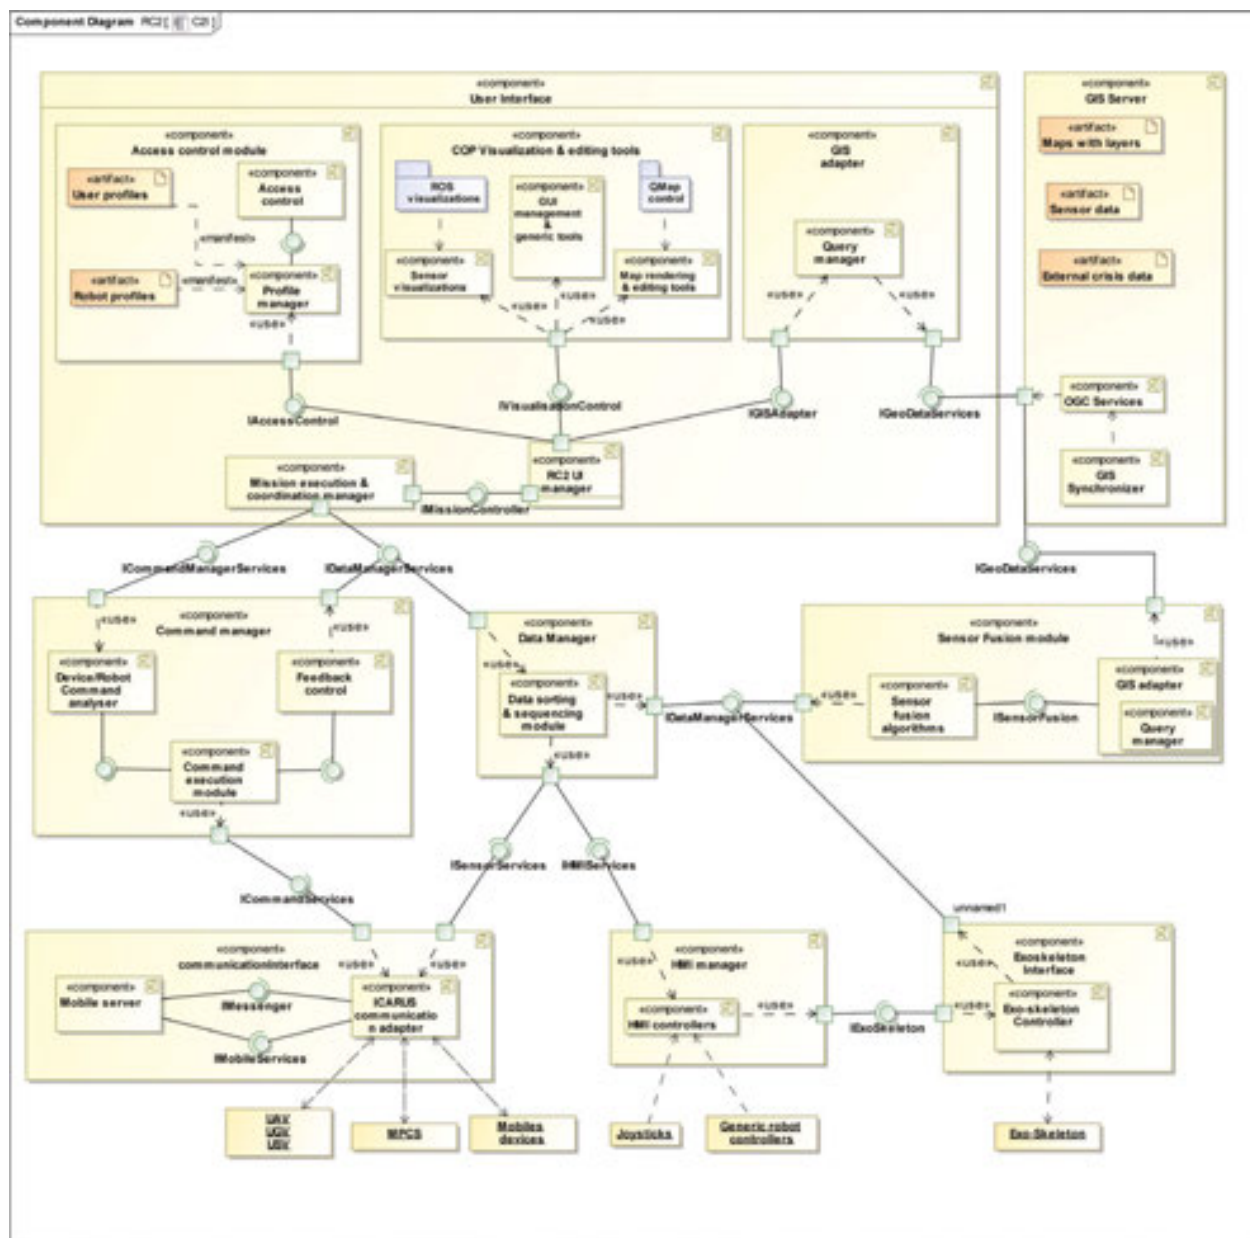 Component Diagram RC2 [ C2I ]
«component»
User Interface
«component»
GIS Server
«artifact»
Maps with layers
«artifact»
Sensor data
«artifact»
External crisis data
«component»
OGC Services
«component»
GIS
Synchronizer
«component»
Access control module
«artifact»
User profiles
«component»
Access
control
«manifest»
«artifact»
Robot profiles
«manifest»
«component»
Profile
manager
«use»
«component»
COP Visualization & editing tools
ROS
visualizations
«component»
GUI
management
&
generic tools
QMap
control
«component»
Sensor
visualizations
«component»
Map rendering
& editing tools
«use»
«use»
«use»
«component»
GIS
adapter
«component»
Query
manager
«use»
«use»
IAccessControl
IVisualisationControl
IGISAdapter
IGeoDataServices
«component»
Mission execution &
coordination manager
«component»
RC2 UI
manager
IMissionController
ICommandManagerServices
IDataManagerServices
IGeoDataServices
«component»
Command manager
«use»
«use»
«component»
Device/Robot
Command
analyser
«component»
Feedback
control
«component»
Command
execution
module
«use»
«component»
Data Manager
«use»
«component»
Data sorting
& sequencing
module
«use»
«use»
IDataManagerServices
«component»
Sensor Fusion module
«use»
«use»
«component»
Sensor
fusion
algorithms
ISensorFusion
«component»
GIS adapter
«component»
Query
manager
ICommandServices
ISensorServices
IHMIServices
unnamed1
«component»
communicationInterface
«use»
«use»
«component»
Mobile server
IMessenger
IMobileServices
«component»
ICARUS
communicatio
n adapter
«component»
HMI manager
«use»
«component»
HMI controllers
«use»
IExoSkeleton
«component»
Exoskeleton
Interface
«use»
«use»
«component»
Exo-skeleton
Controller
UAV
UGV
USV
MPCS
Mobiles
devices
Joysticks
Generic robot
controllers
Exo-Skeleton